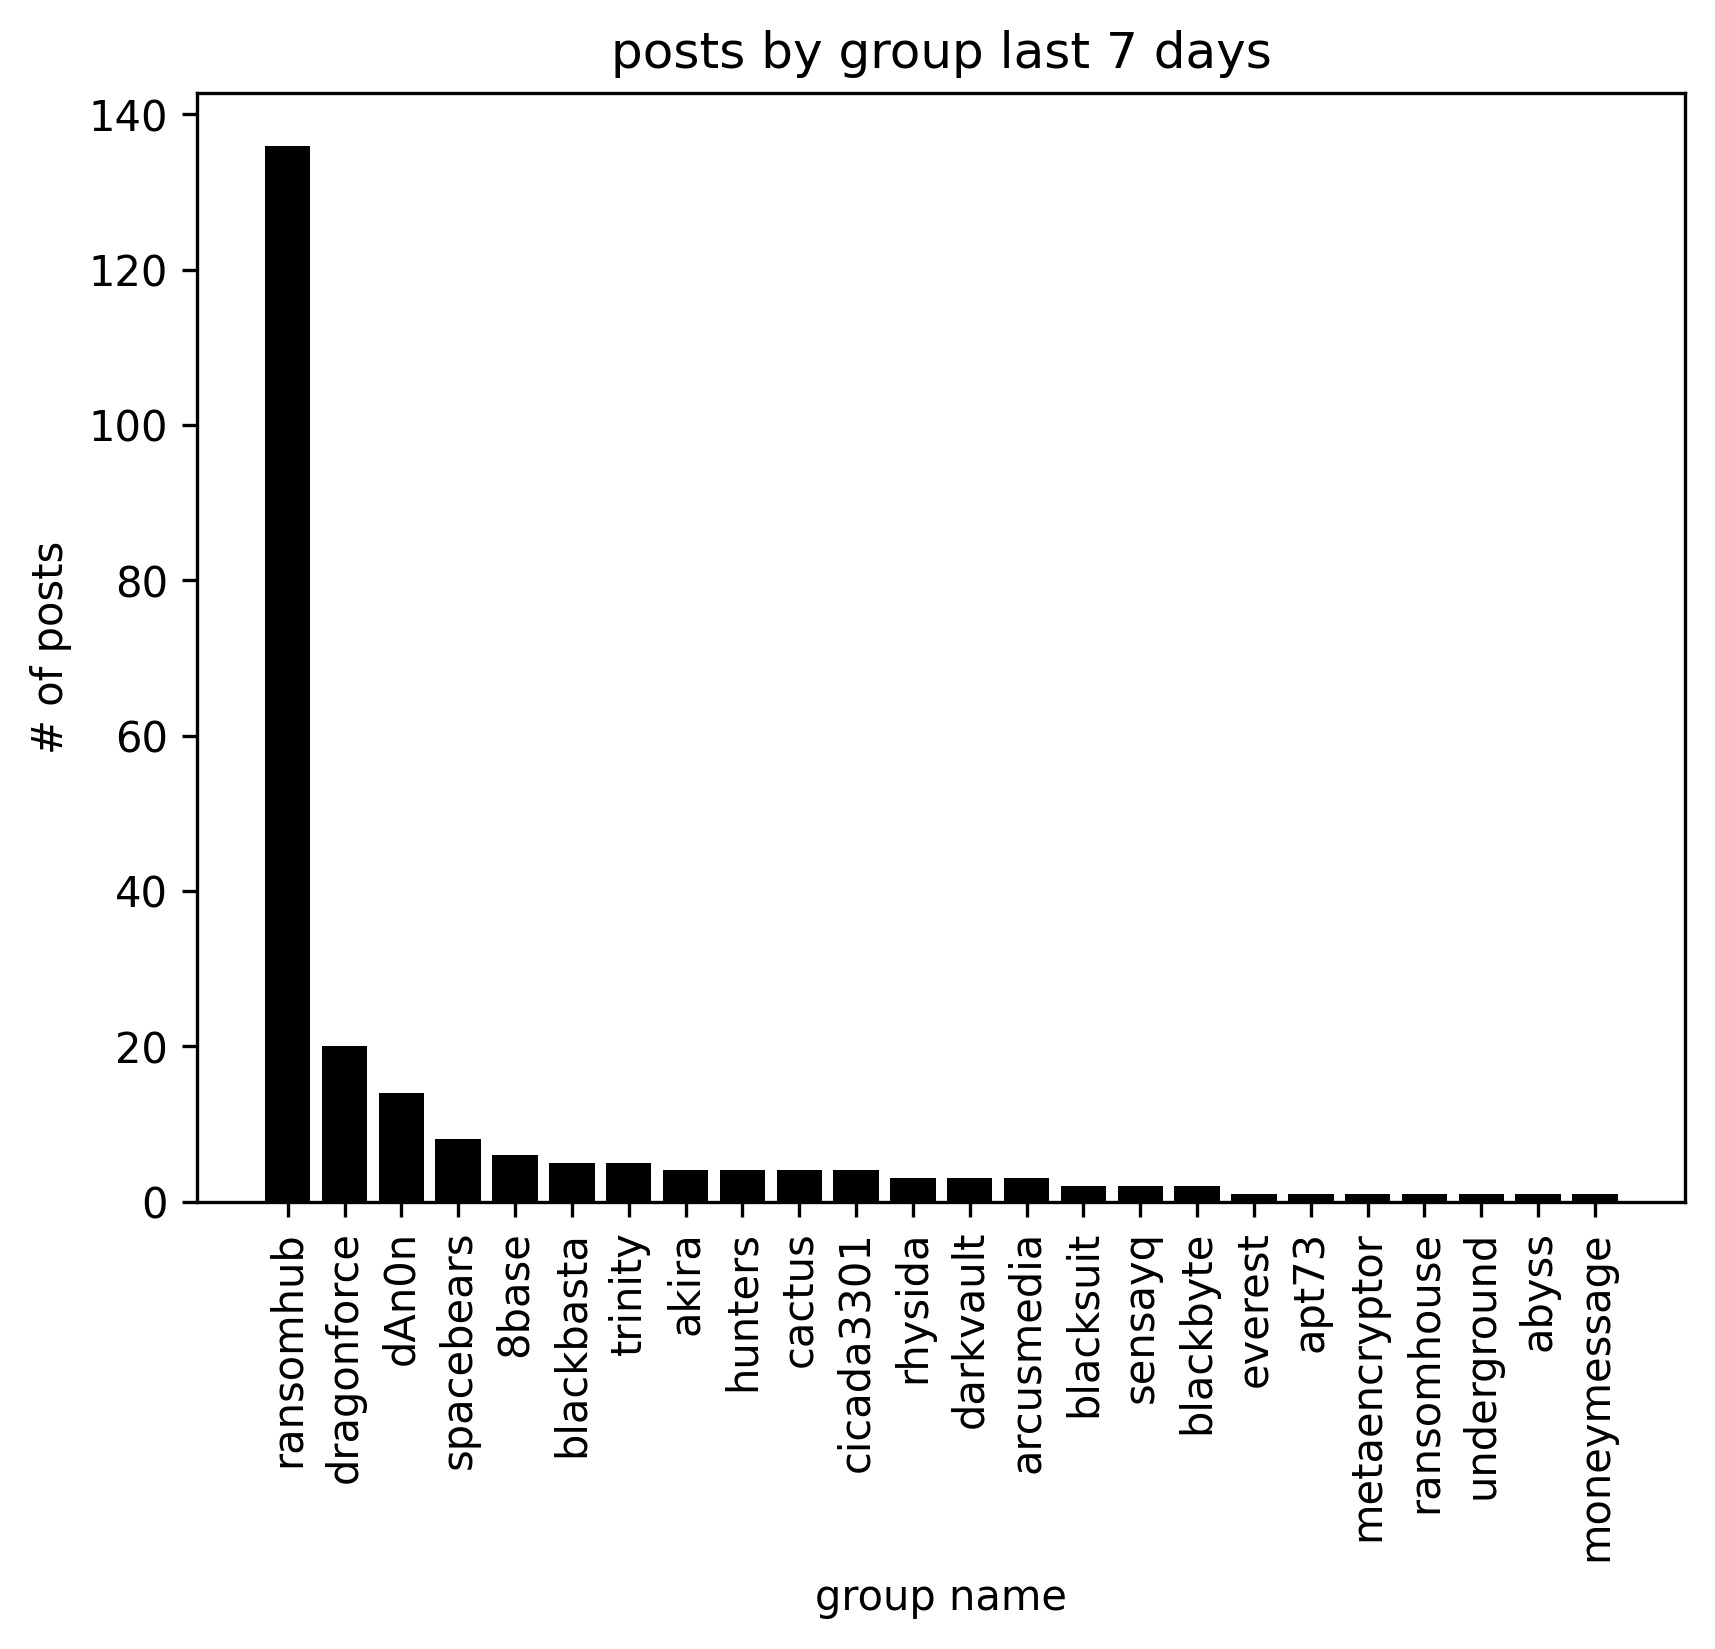 posts by group last 7 days
140
120
100
80
60
40
20
0
# of posts
ransomhub
dragonforce
dAn0n
spacebears
8base
blackbasta
trinity
akira
hunters
cactus
cicada3301
rhysida
darkvault
arcusmedia
blacksuit
sensayq
blackbyte
everest
apt73
metaencryptor
ransomhouse
underground
abyss
moneymessage
group name